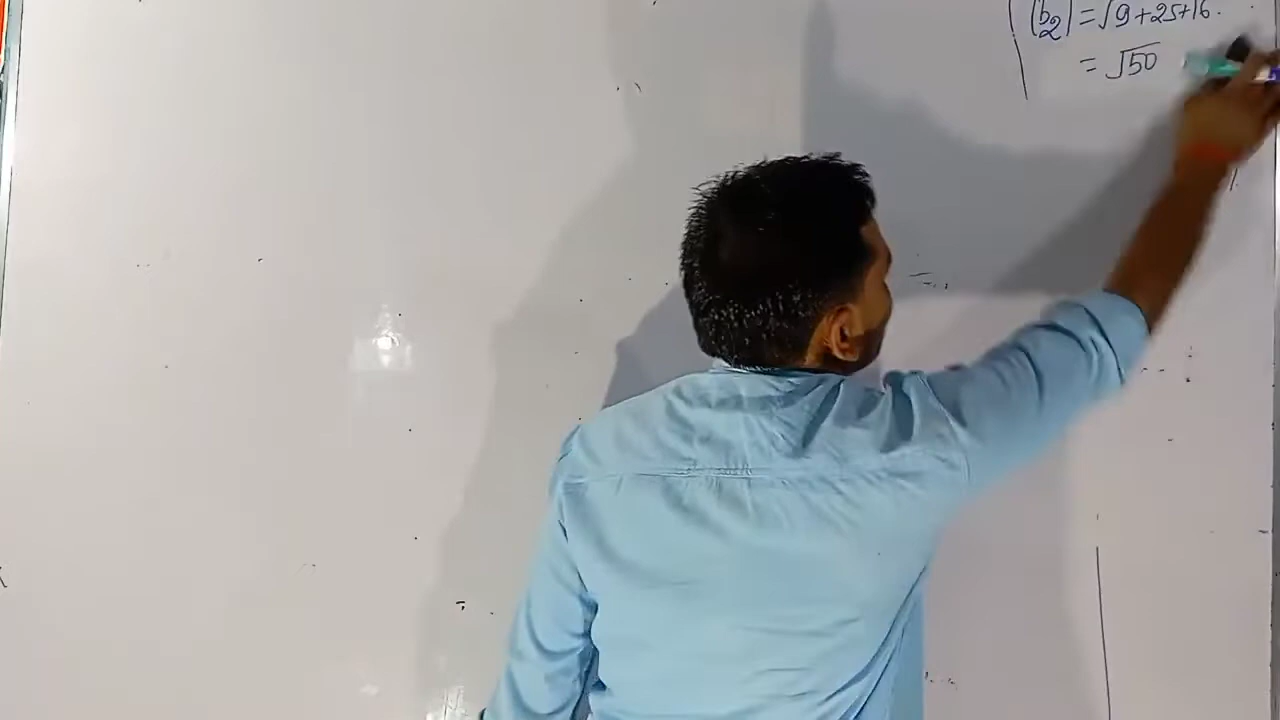 |b₂| = √9+25+16.
= √50